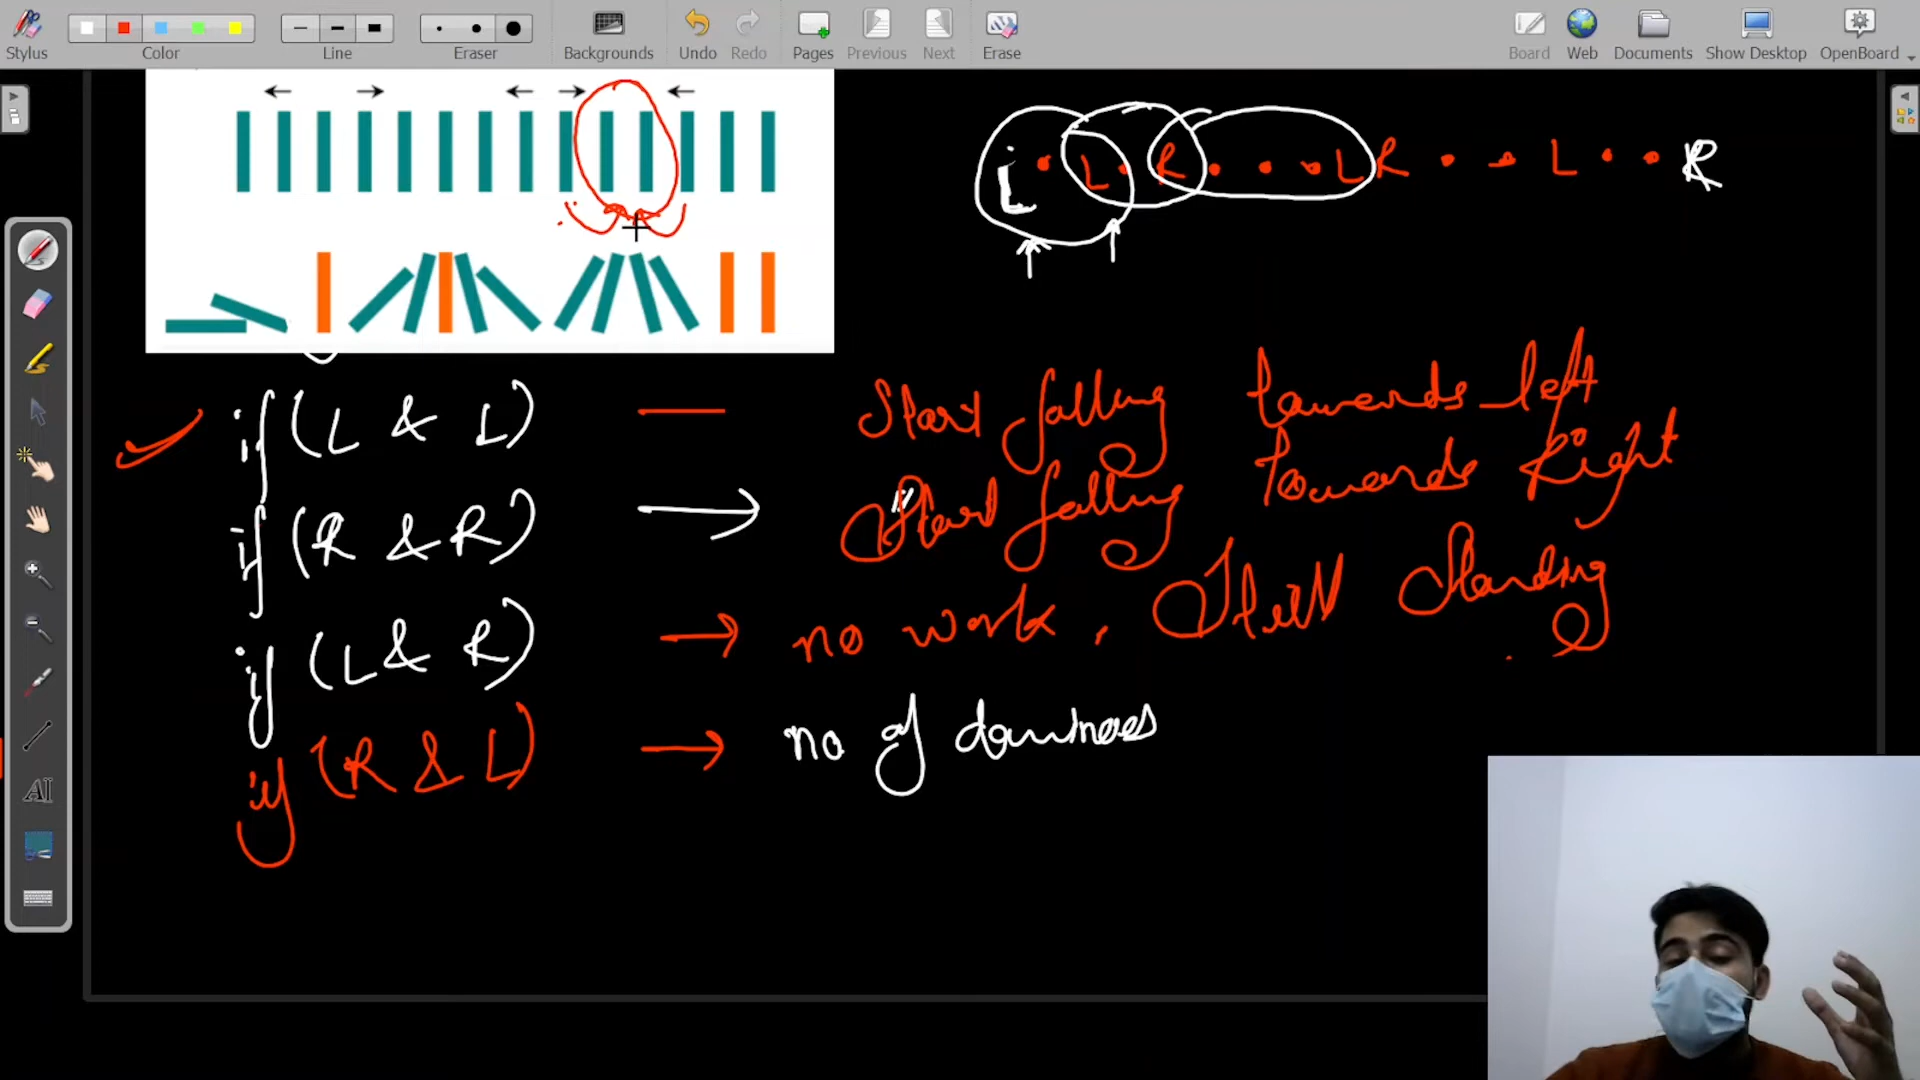 Stylus Color Line Eraser Backgrounds Undo Redo Pages Previous Next Erase Board Web Documents Show Desktop OpenBoard
L . L . R . . . L R . . L . . R
if (L & L) — Start falling towards left
if (R & R) → Start falling towards Right
if (L & R) → no work, Still Standing
if (R & L) → no of dominoes
AI